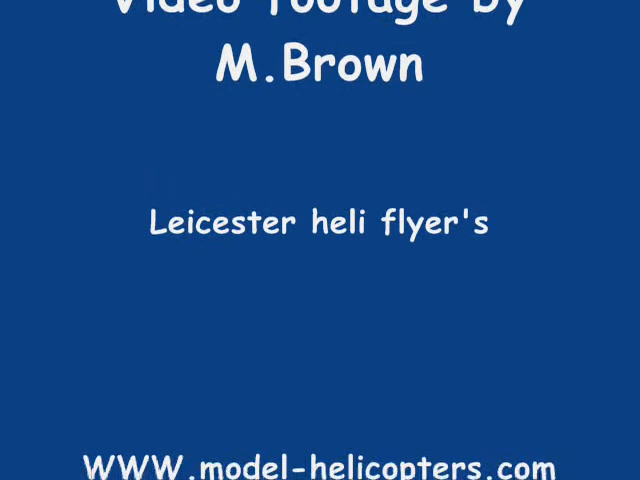 Video footage by
M.Brown
Leicester heli flyer's
WWW.model-helicopters.com